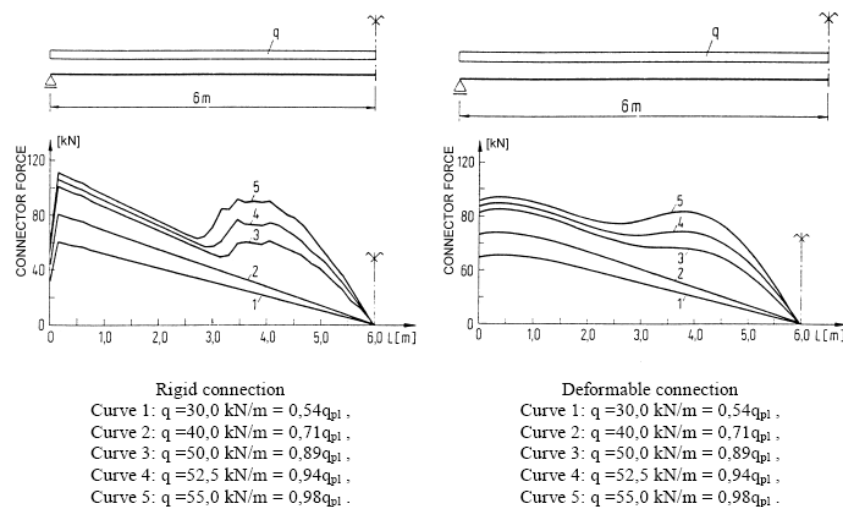 q
6m
[kN]
CONNECTOR FORCE
120
80
40
0
5
4
3
2
1
0 1,0 2,0 3,0 4,0 5,0 6,0 L[m]
Rigid connection
Curve 1: q =30,0 kN/m = 0,54qpl ,
Curve 2: q =40,0 kN/m = 0,71qpl ,
Curve 3: q =50,0 kN/m = 0,89qpl ,
Curve 4: q =52,5 kN/m = 0,94qpl ,
Curve 5: q =55,0 kN/m = 0,98qpl .
q
6m
[kN]
CONNECTOR FORCE
120
80
60
0
5
4
3
2
1
0 1,0 2,0 3,0 4,0 5,0 6,0 L[m]
Deformable connection
Curve 1: q =30,0 kN/m = 0,54qpl ,
Curve 2: q =40,0 kN/m = 0,71qpl ,
Curve 3: q =50,0 kN/m = 0,89qpl ,
Curve 4: q =52,5 kN/m = 0,94qpl ,
Curve 5: q =55,0 kN/m = 0,98qpl .